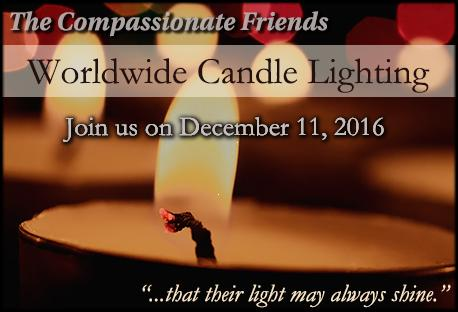 The Compassionate Friends
Worldwide Candle Lighting
Join us on December 11, 2016
“...that their light may always shine.”